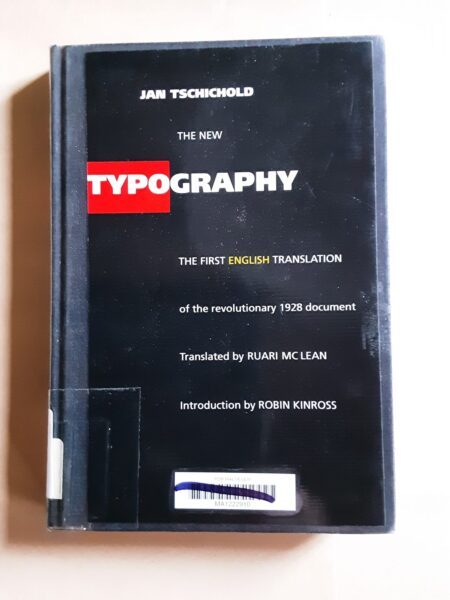 JAN TSCHICHOLD
THE NEW
TYPOGRAPHY
THE FIRST ENGLISH TRANSLATION
of the revolutionary 1928 document
Translated by RUARI MC LEAN
Introduction by ROBIN KINROSS
MA1222910